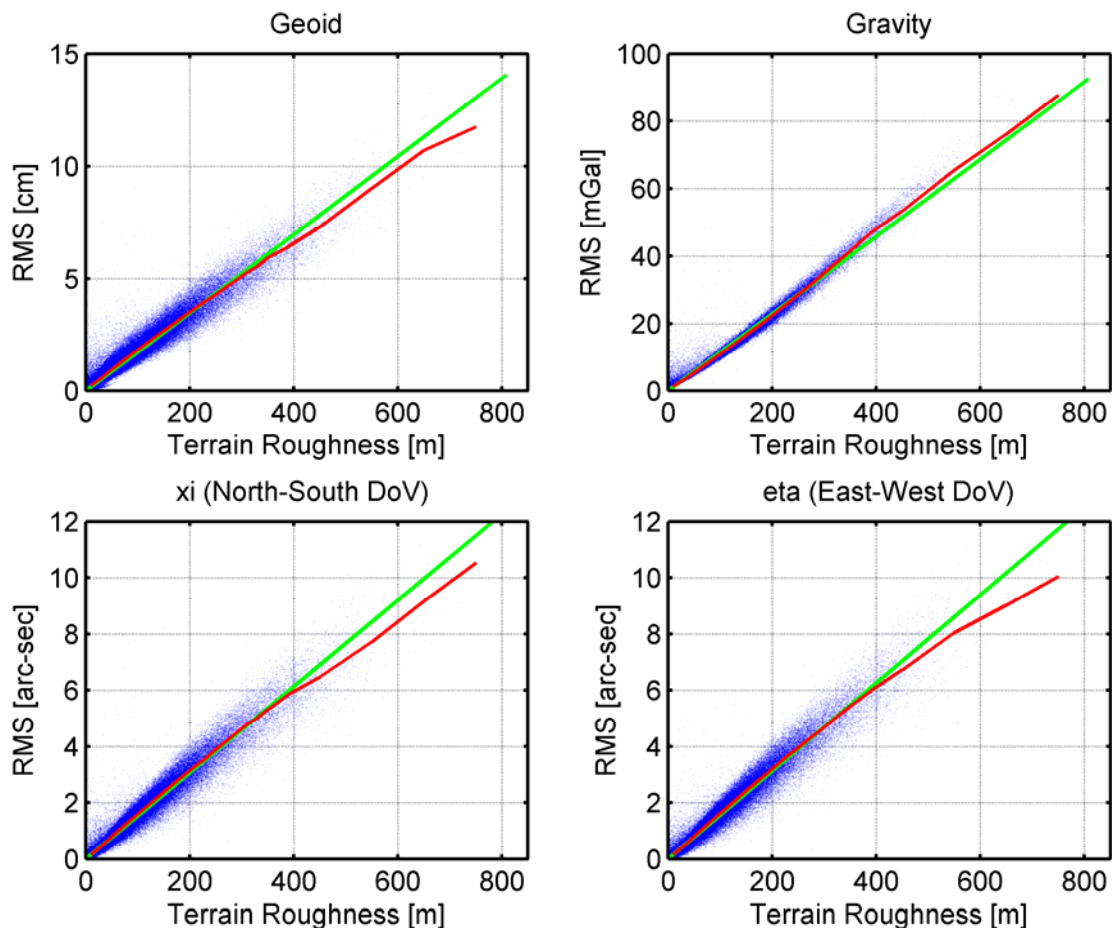 Geoid
15
10
5
0
RMS [cm]
0 200 400 600 800
Terrain Roughness [m]
Gravity
100
80
60
40
20
0
RMS [mGal]
0 200 400 600 800
Terrain Roughness [m]
xi (North-South DoV)
12
10
8
6
4
2
0
RMS [arc-sec]
0 200 400 600 800
Terrain Roughness [m]
eta (East-West DoV)
12
10
8
6
4
2
0
RMS [arc-sec]
0 200 400 600 800
Terrain Roughness [m]